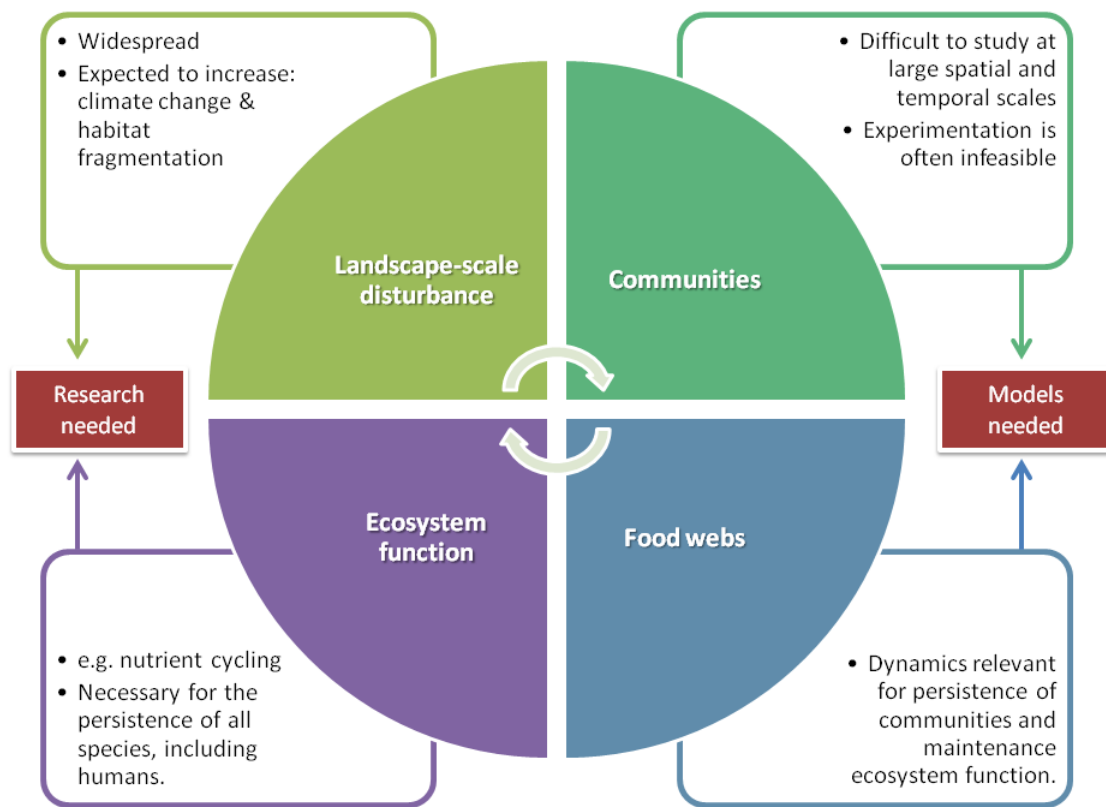 • Widespread
• Expected to increase:
climate change &
habitat
fragmentation
• Difficult to study at
large spatial and
temporal scales
• Experimentation is
often infeasible
Landscape-scale
disturbance
Communities
Research
needed
Models
needed
Ecosystem
function
Food webs
• e.g. nutrient cycling
• Necessary for the
persistence of all
species, including
humans.
• Dynamics relevant
for persistence of
communities and
maintenance
ecosystem function.